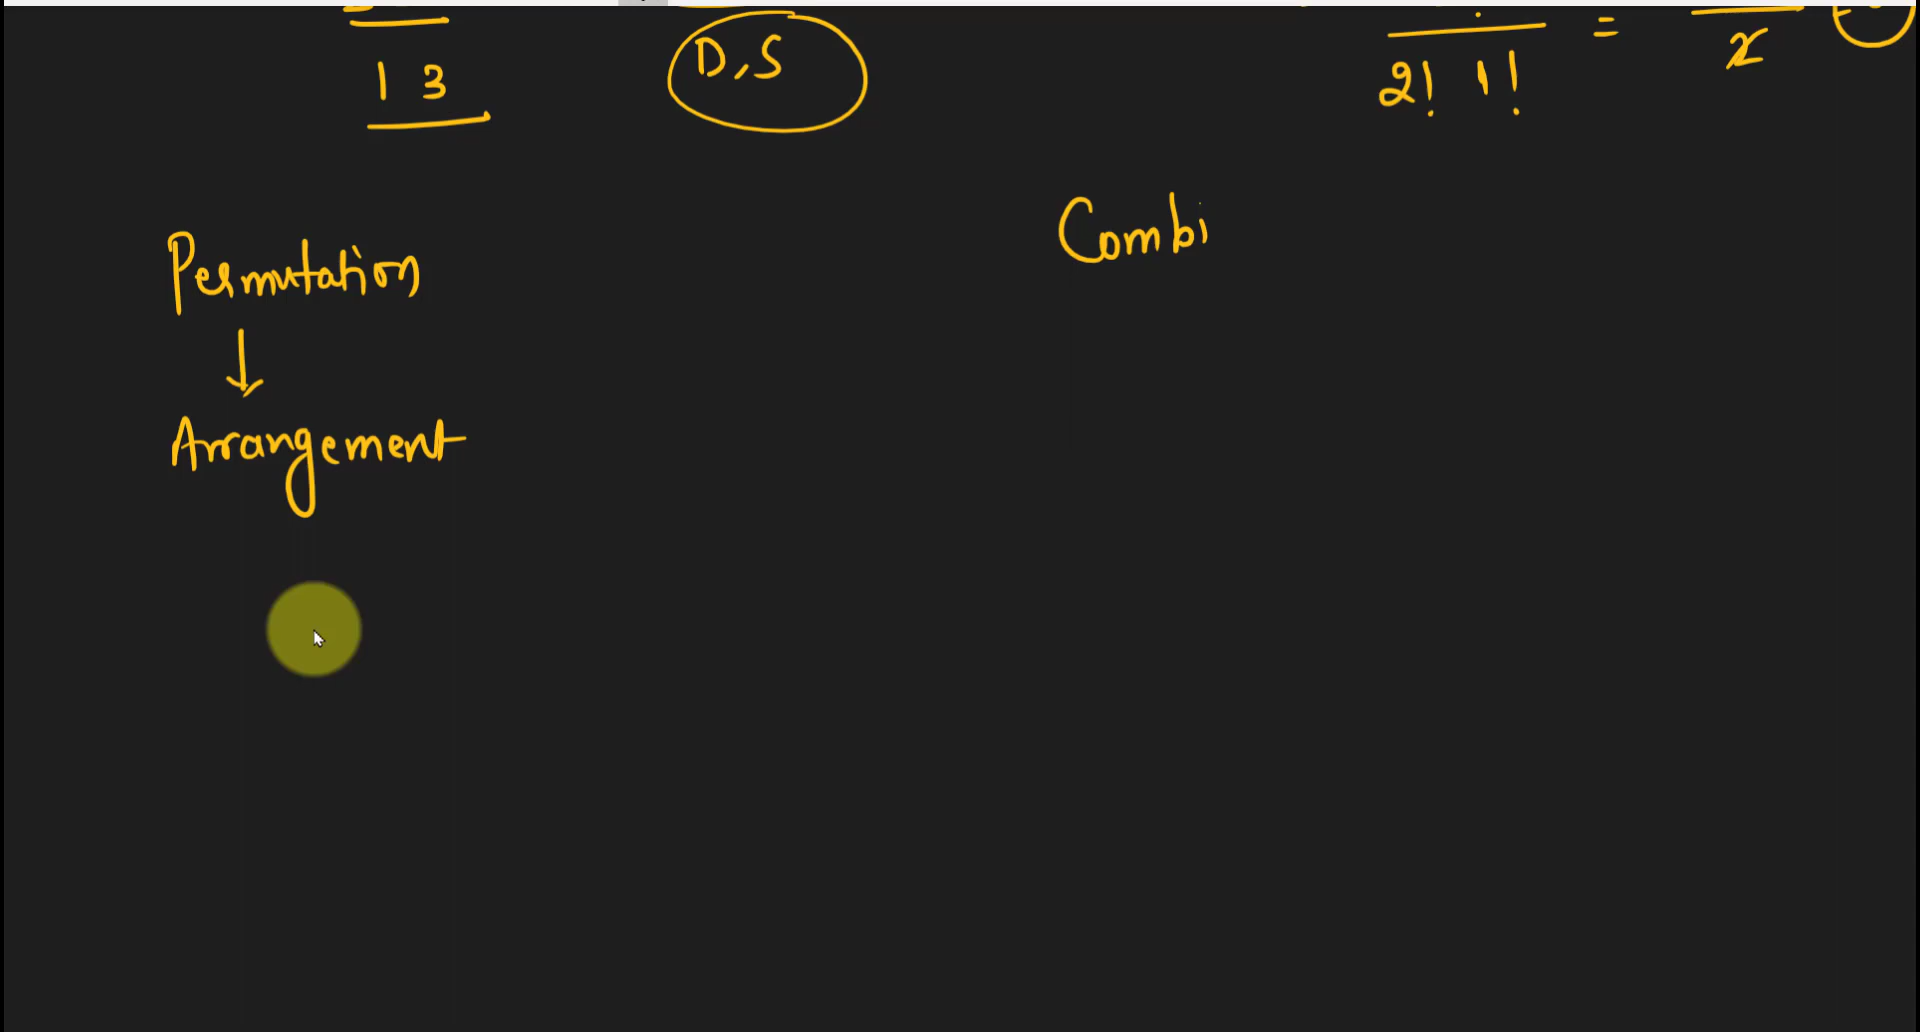 1 3
D, S
2! 1!
=
x
Combi
Permutation
↓
Arrangement